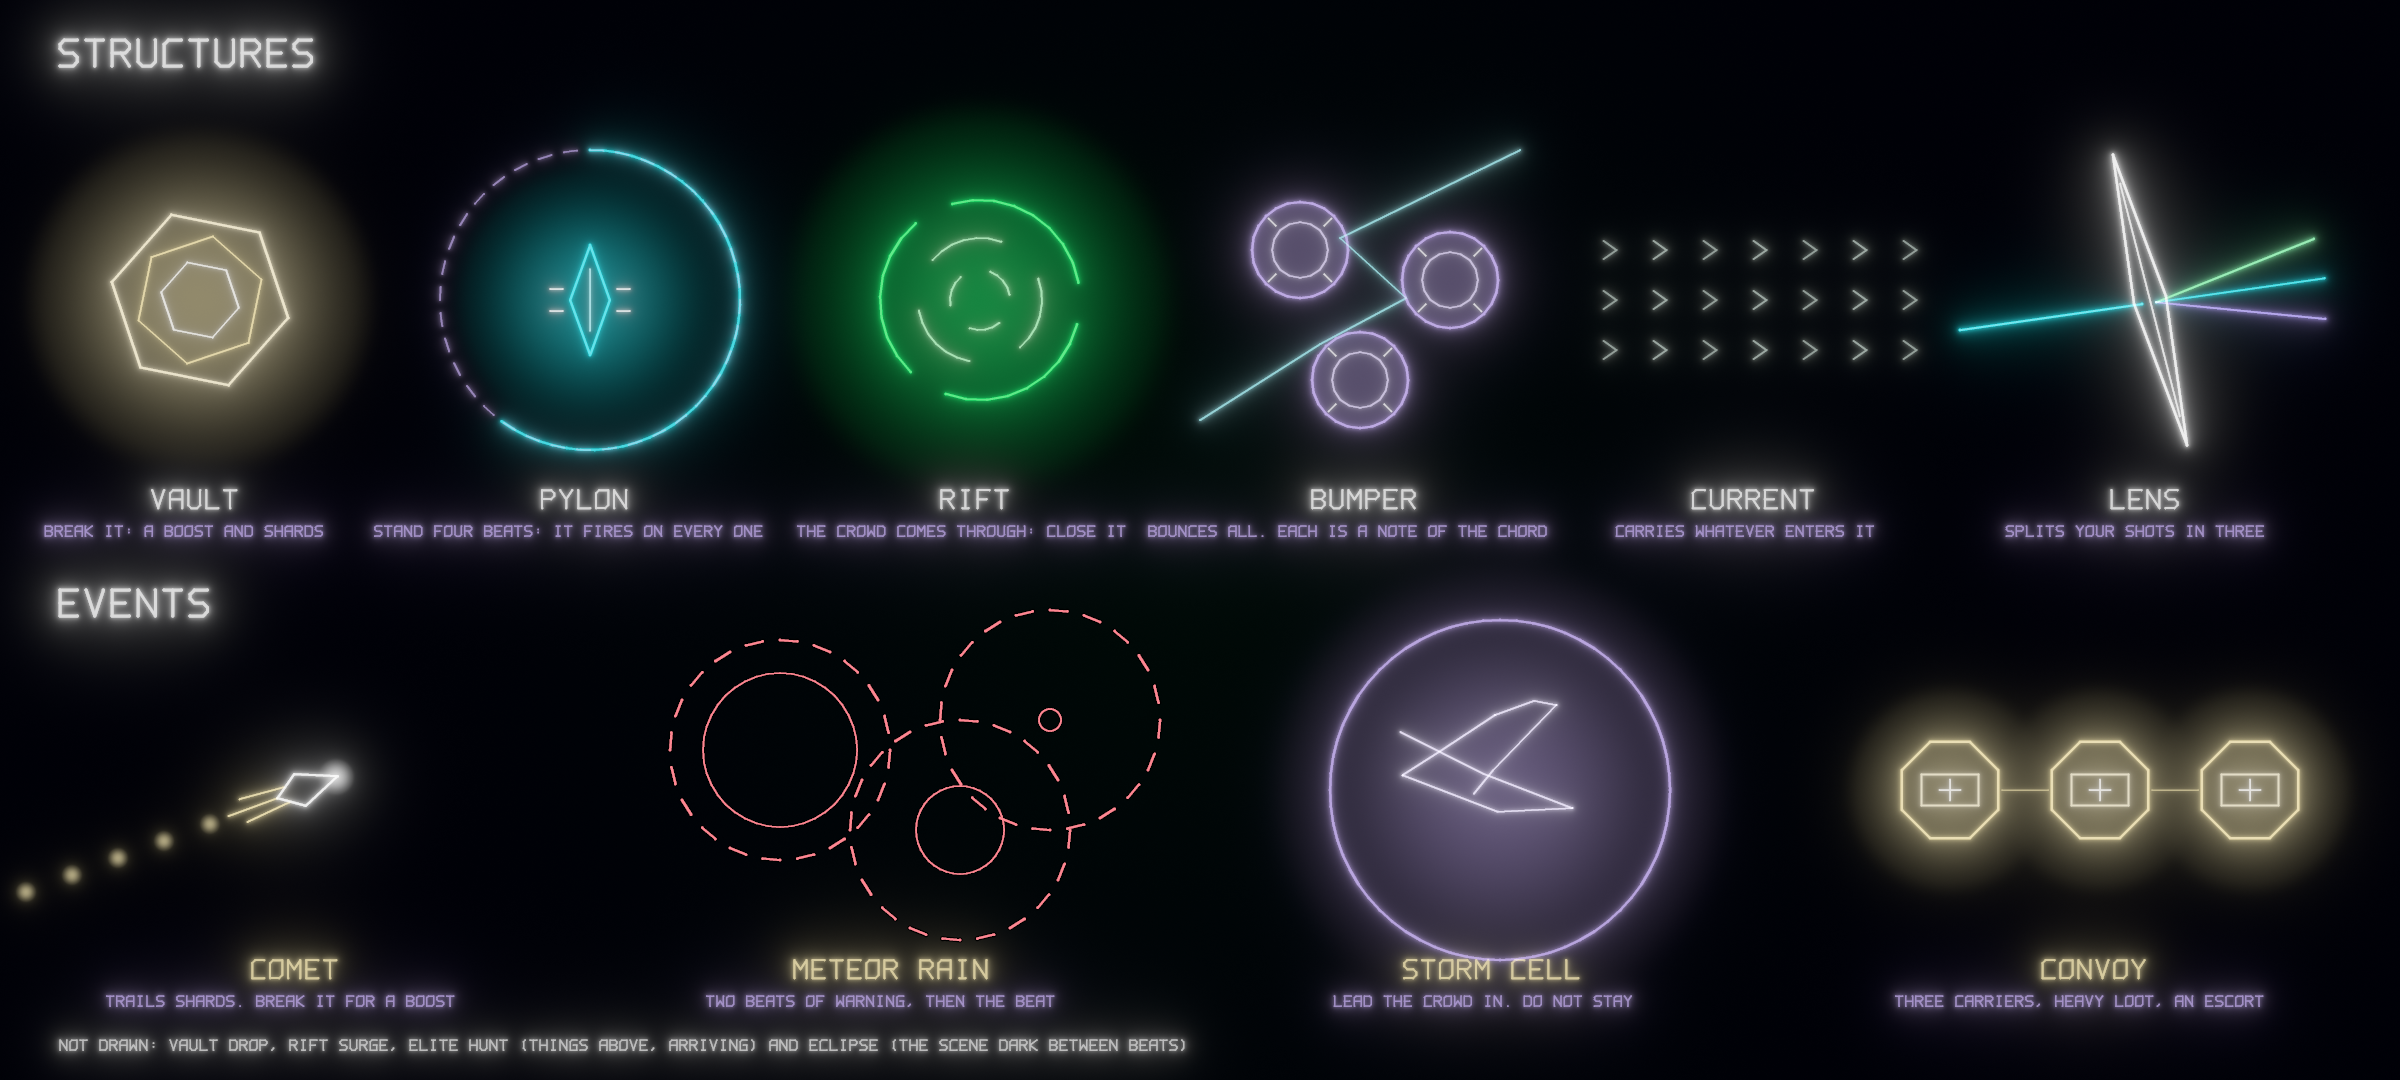 STRUCTURES
VAULT
BREAK IT: A BOOST AND SHARDS
PYLON
STAND FOUR BEATS: IT FIRES ON EVERY ONE
RIFT
THE CROWD COMES THROUGH: CLOSE IT
BUMPER
BOUNCES ALL. EACH IS A NOTE OF THE CHORD
CURRENT
CARRIES WHATEVER ENTERS IT
LENS
SPLITS YOUR SHOTS IN THREE
EVENTS
COMET
TRAILS SHARDS. BREAK IT FOR A BOOST
METEOR RAIN
TWO BEATS OF WARNING, THEN THE BEAT
STORM CELL
LEAD THE CROWD IN. DO NOT STAY
CONVOY
THREE CARRIERS, HEAVY LOOT, AN ESCORT
NOT DRAWN: VAULT DROP, RIFT SURGE, ELITE HUNT (THINGS ABOVE, ARRIVING) AND ECLIPSE (THE SCENE DARK BETWEEN BEATS)